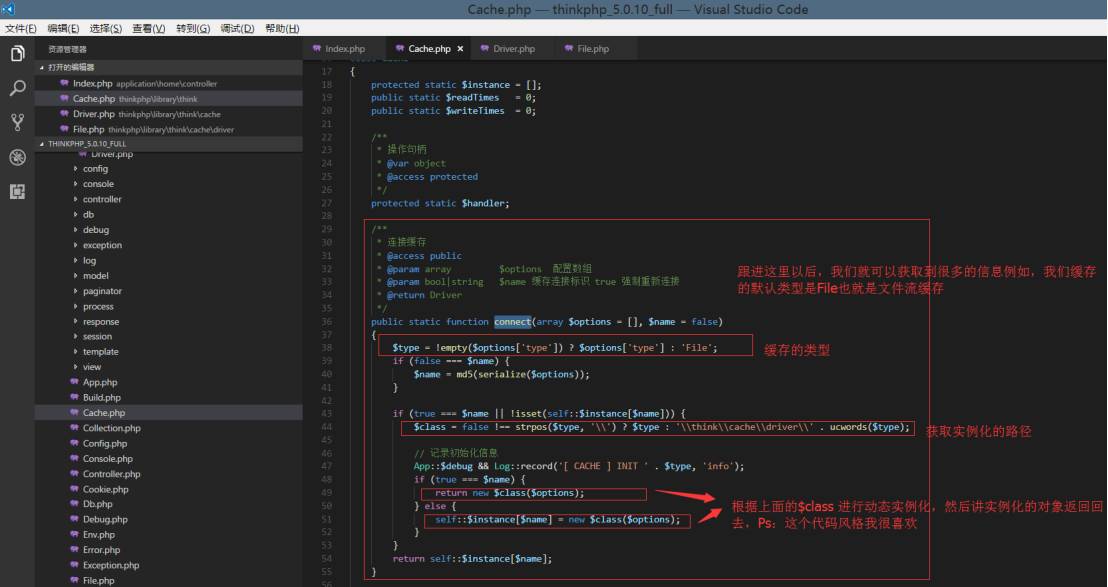 Cache.php — thinkphp_5.0.10_full — Visual Studio Code
文件(F) 编辑(E) 选择(S) 查看(V) 转到(G) 调试(D) 帮助(H)
资源管理器
打开的编辑器
Index.php application\home\controller
Cache.php thinkphp\library\think
Driver.php thinkphp\library\think\cache
File.php thinkphp\library\think\cache\driver
THINKPHP_5.0.10_FULL
Driver.php
config
console
controller
db
debug
exception
log
model
paginator
process
response
session
template
view
App.php
Build.php
Cache.php
Collection.php
Config.php
Console.php
Controller.php
Cookie.php
Db.php
Debug.php
Env.php
Error.php
Exception.php
File.php
Index.php Cache.php × Driver.php File.php
17 {
18 protected static $instance = [];
19 public static $readTimes = 0;
20 public static $writeTimes = 0;
21
22 /**
23 * 操作句柄
24 * @var object
25 * @access protected
26 */
27 protected static $handler;
28
29 /**
30 * 连接缓存
31 * @access public
32 * @param array $options 配置数组
33 * @param bool|string $name 缓存连接标识 true 强制重新连接
34 * @return Driver
35 */
36 public static function connect(array $options = [], $name = false)
37 {
38 $type = !empty($options['type']) ? $options['type'] : 'File';
39 if (false === $name) {
40 $name = md5(serialize($options));
41 }
42
43 if (true === $name || !isset(self::$instance[$name])) {
44 $class = false !== strpos($type, '\\') ? $type : '\\think\\cache\\driver\\' . ucwords($type);
45
46 // 记录初始化信息
47 App::$debug && Log::record('[ CACHE ] INIT ' . $type, 'info');
48 if (true === $name) {
49 return new $class($options);
50 } else {
51 self::$instance[$name] = new $class($options);
52 }
53 }
54 return self::$instance[$name];
55 }
56
跟进这里以后，我们就可以获取到很多的信息例如，我们缓存
的默认类型是File也就是文件流缓存
缓存的类型
获取实例化的路径
根据上面的$class 进行动态实例化，然后讲实例化的对象返回回
去，Ps：这个代码风格我很喜欢